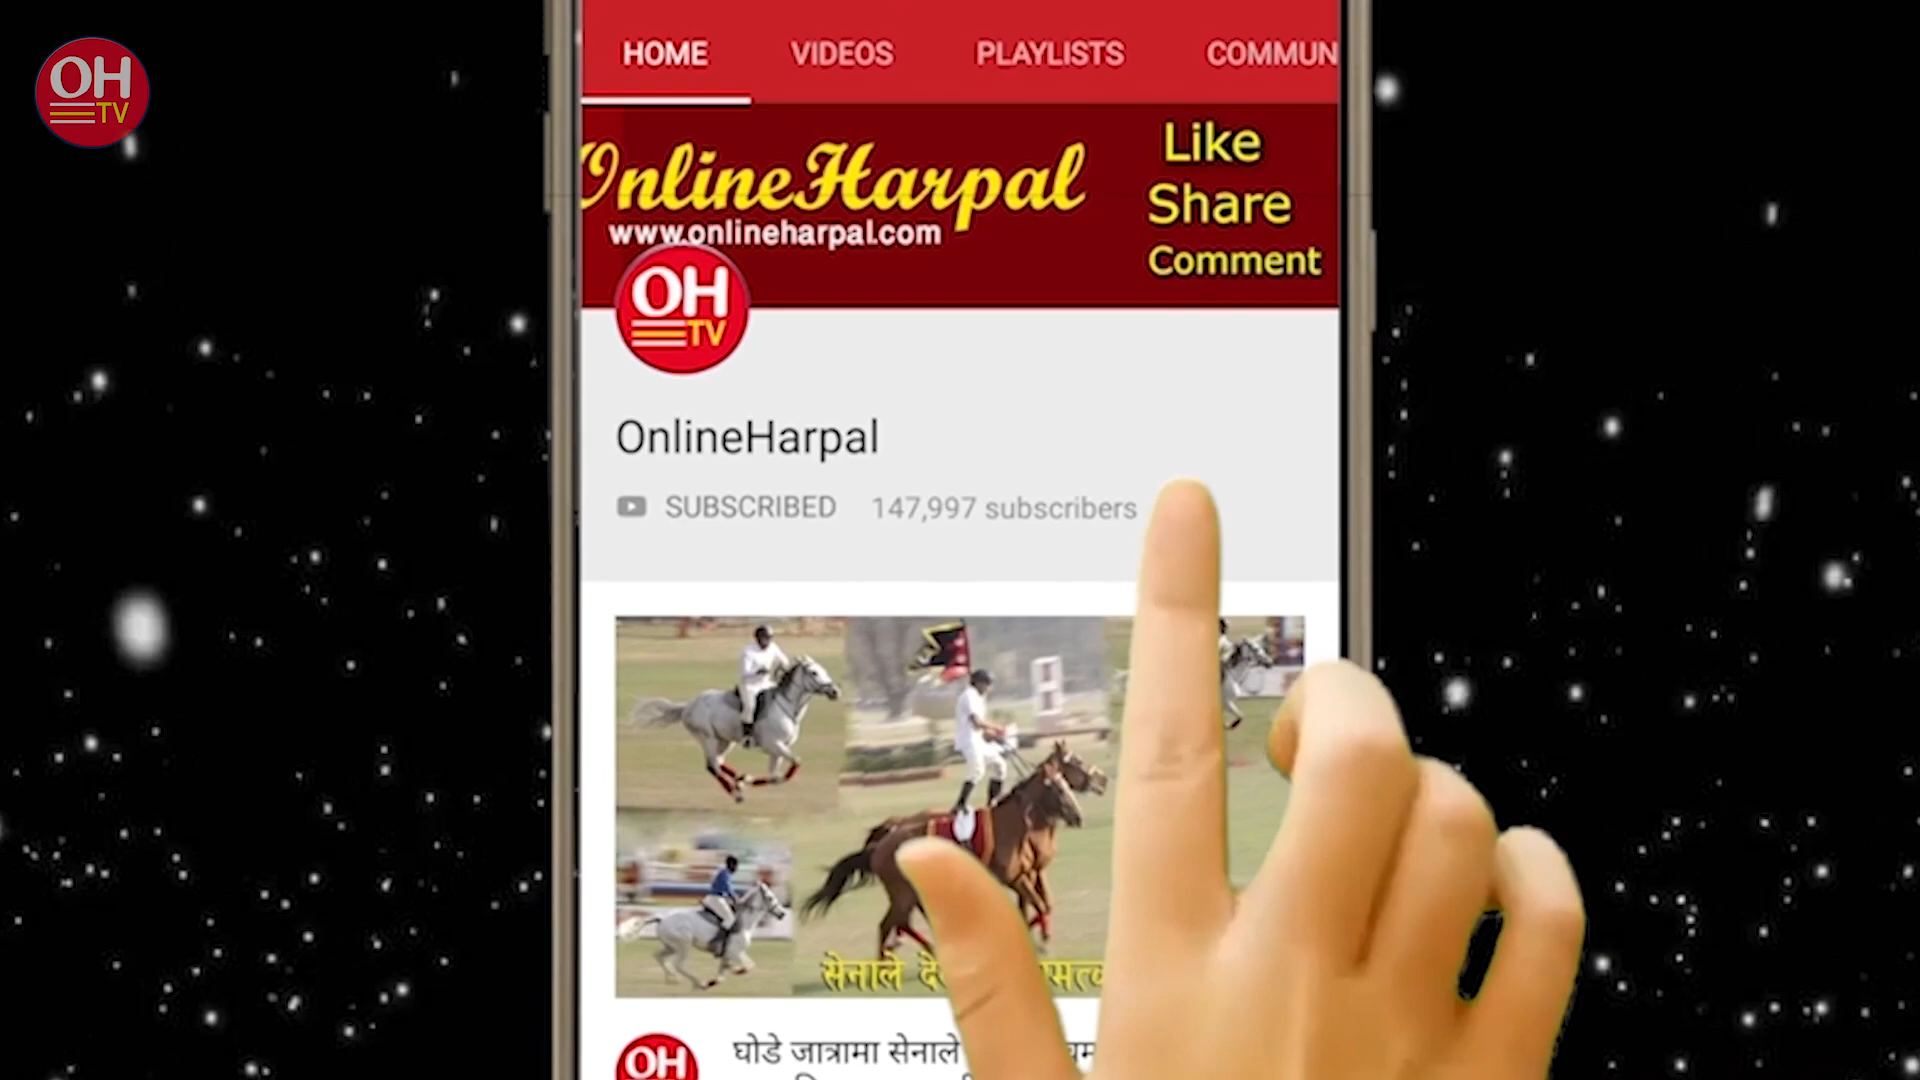 OH
TV
HOME VIDEOS PLAYLISTS COMMUN
OnlineHarpal
www.onlineharpal.com
Like
Share
Comment
OH
TV
OnlineHarpal
SUBSCRIBED 147,997 subscribers
सेनाले
घोडे जात्रामा सेनाले
OH